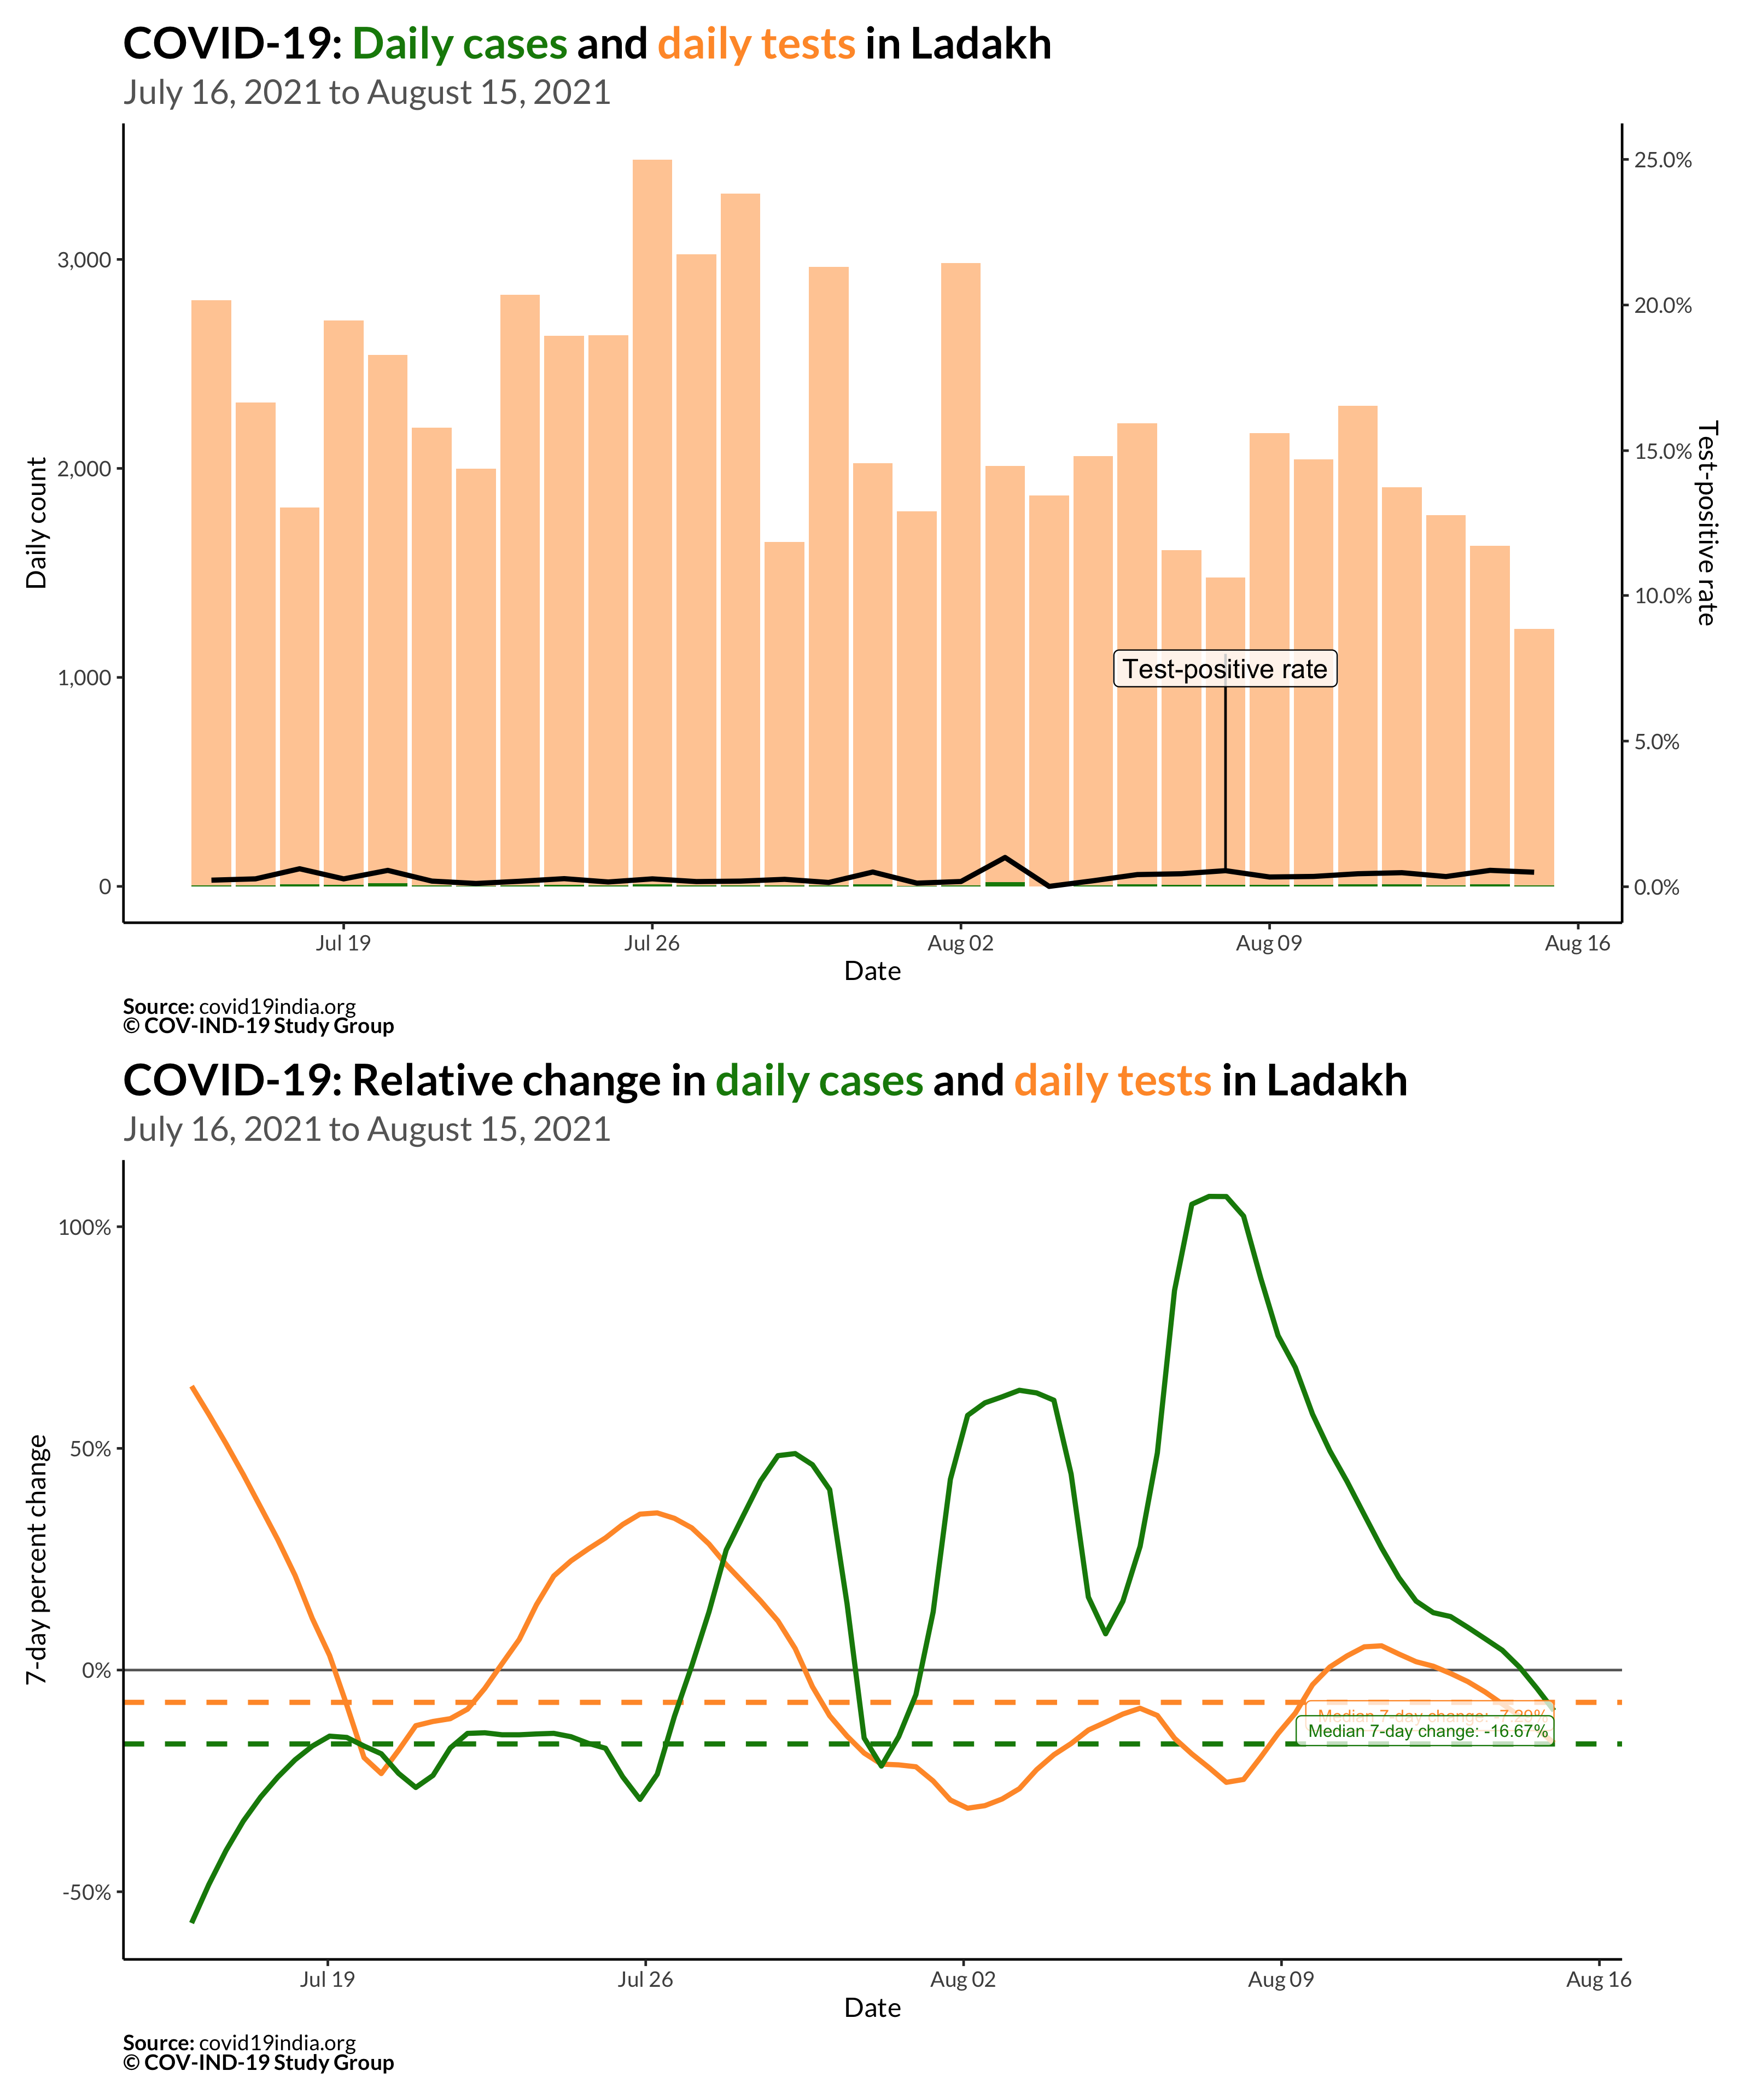 COVID-19: Daily cases and daily tests in Ladakh
July 16, 2021 to August 15, 2021
Daily count
3,000
2,000
1,000
0
25.0%
20.0%
15.0%
10.0%
5.0%
0.0%
Test-positive rate
Test-positive rate
Jul 19
Jul 26
Aug 02
Aug 09
Aug 16
Date
Source: covid19india.org
© COV-IND-19 Study Group
COVID-19: Relative change in daily cases and daily tests in Ladakh
July 16, 2021 to August 15, 2021
7-day percent change
100%
50%
0%
-50%
Median 7-day change: -7.29%
Median 7-day change: -16.67%
Jul 19
Jul 26
Aug 02
Aug 09
Aug 16
Date
Source: covid19india.org
© COV-IND-19 Study Group